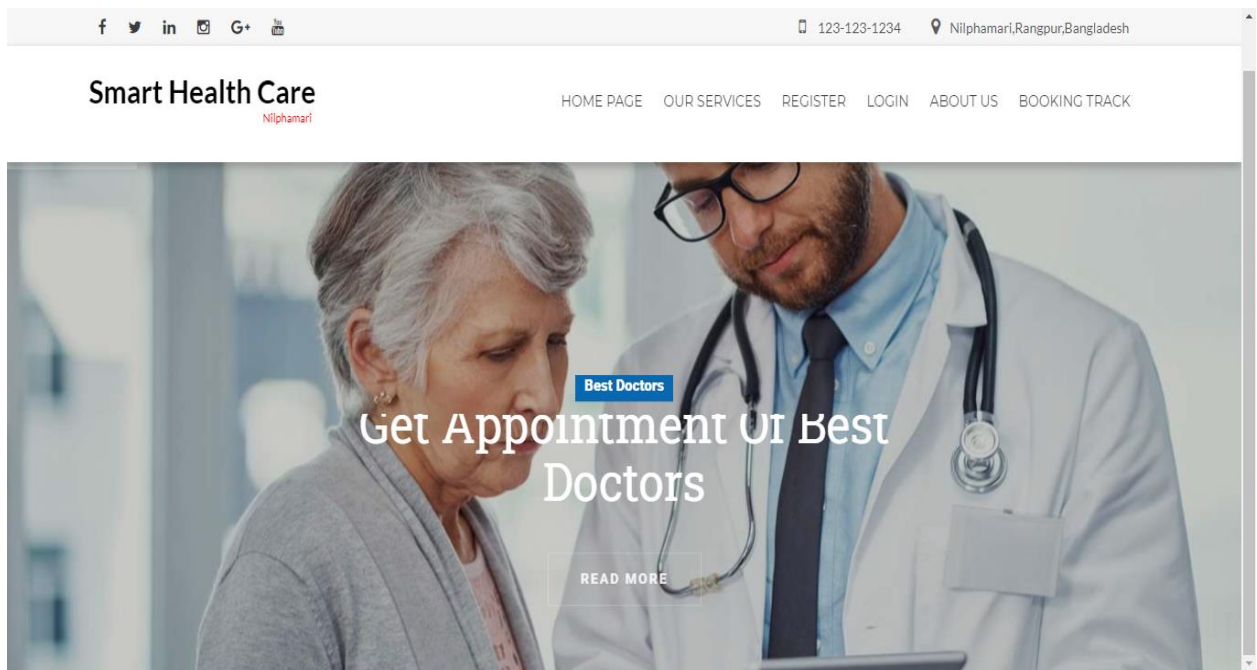 123-123-1234 Nilphamari,Rangpur,Bangladesh
Smart Health Care
Nilphamari
HOME PAGE OUR SERVICES REGISTER LOGIN ABOUT US BOOKING TRACK
Best Doctors
Get Appointment Of Best
Doctors
READ MORE